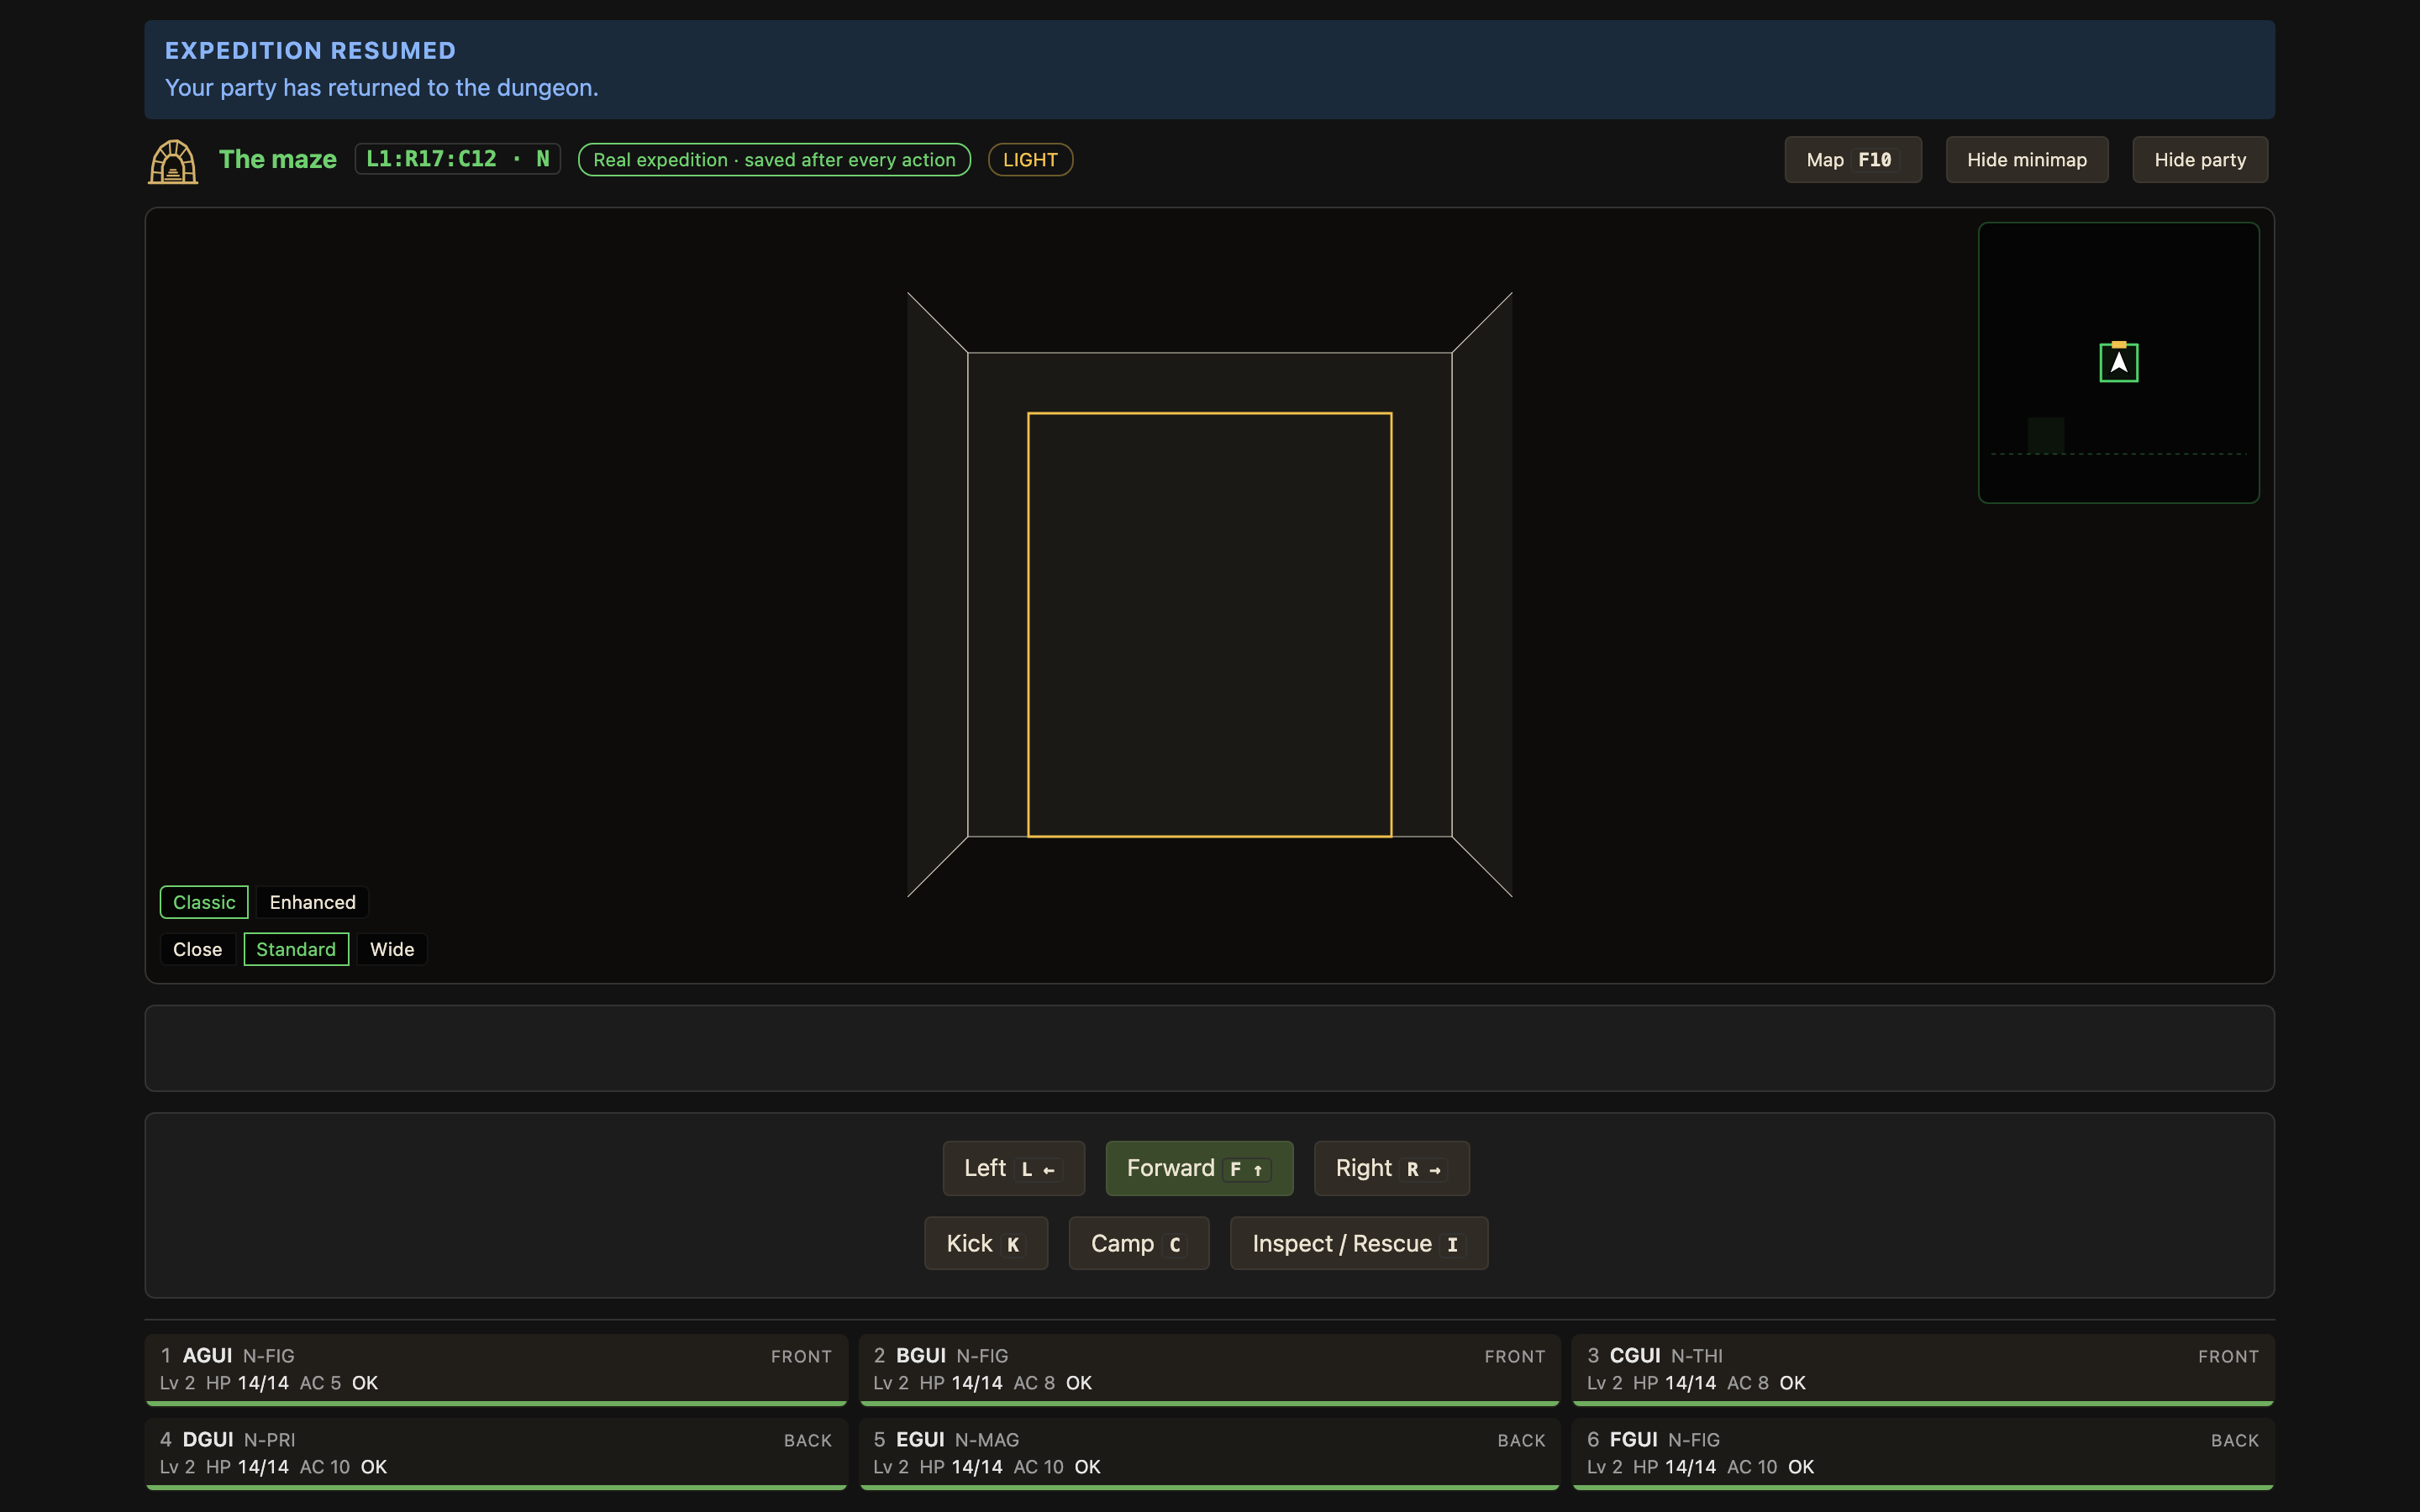 EXPEDITION RESUMED
Your party has returned to the dungeon.
The maze L1:R17:C12 · N Real expedition · saved after every action LIGHT Map F10 Hide minimap Hide party
Classic Enhanced
Close Standard Wide
Left L ← Forward F ↑ Right R →
Kick K Camp C Inspect / Rescue I
1 AGUI N-FIG FRONT
Lv 2 HP 14/14 AC 5 OK
2 BGUI N-FIG FRONT
Lv 2 HP 14/14 AC 8 OK
3 CGUI N-THI FRONT
Lv 2 HP 14/14 AC 8 OK
4 DGUI N-PRI BACK
Lv 2 HP 14/14 AC 10 OK
5 EGUI N-MAG BACK
Lv 2 HP 14/14 AC 10 OK
6 FGUI N-FIG BACK
Lv 2 HP 14/14 AC 10 OK